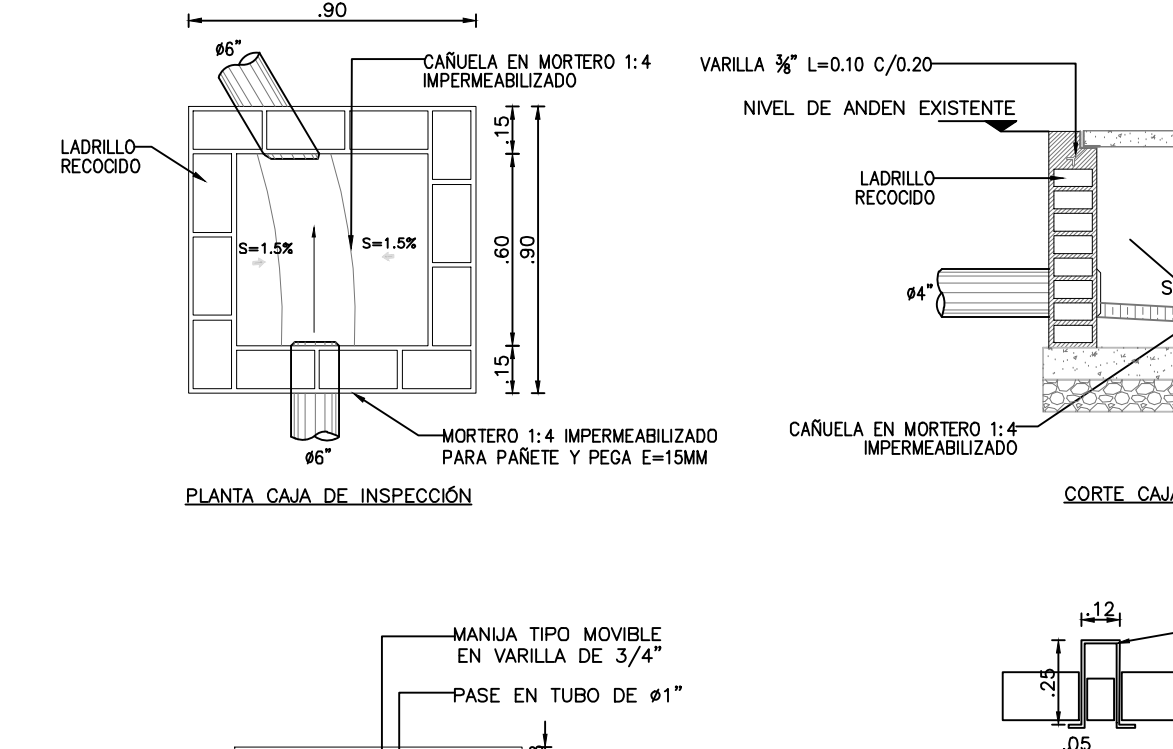 .90
ø6”
CAÑUELA EN MORTERO 1:4
IMPERMEABILIZADO
LADRILLO
RECOCIDO
.15
S=1.5%
S=1.5%
.60
.90
.15
MORTERO 1:4 IMPERMEABILIZADO
PARA PAÑETE Y PEGA E=15MM
ø6”
PLANTA CAJA DE INSPECCIÓN
VARILLA ⅜” L=0.10 C/0.20
NIVEL DE ANDEN EXISTENTE
LADRILLO
RECOCIDO
ø4”
S
CAÑUELA EN MORTERO 1:4
IMPERMEABILIZADO
CORTE CAJA
MANIJA TIPO MOVIBLE
EN VARILLA DE 3/4”
PASE EN TUBO DE ø1”
.12
.25
.05